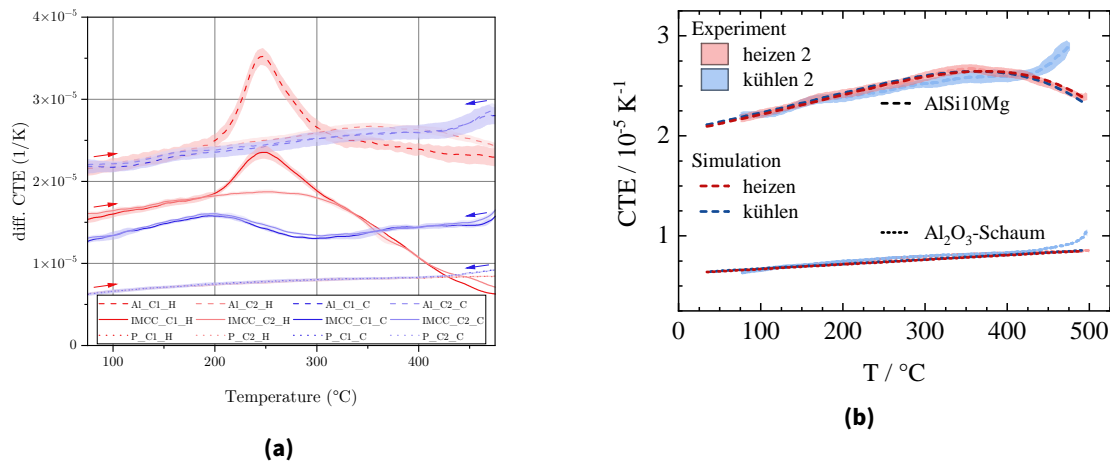 4×10⁻⁵
3×10⁻⁵
2×10⁻⁵
1×10⁻⁵
0
diff. CTE (1/K)
Al_C1_H Al_C2_H Al_C1_C Al_C2_C
IMCC_C1_H IMCC_C2_H IMCC_C1_C IMCC_C2_C
P_C1_H P_C2_H P_C1_C P_C2_C
100 200 300 400
Temperature (°C)
(a)
CTE / 10⁻⁵ K⁻¹
3
2
1
0
Experiment
heizen 2
kühlen 2
AlSi10Mg
Simulation
heizen
kühlen
Al₂O₃-Schaum
0 100 200 300 400 500
T / °C
(b)